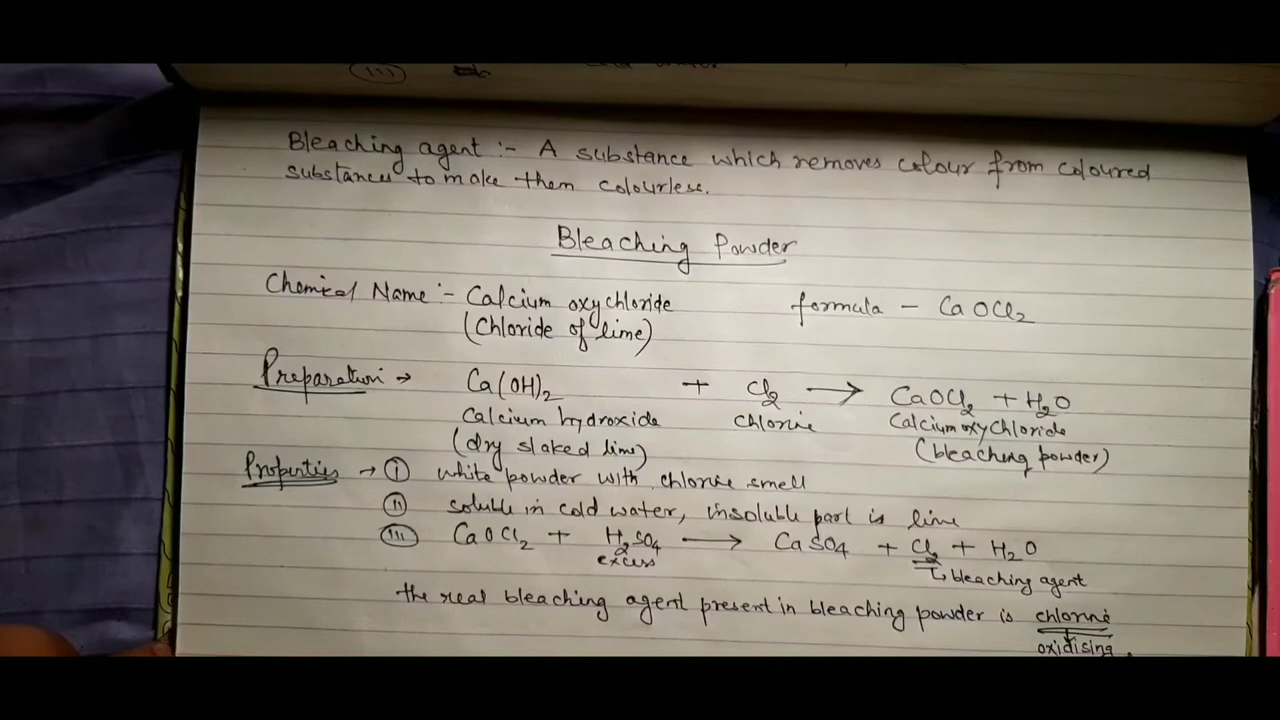 (III)
Bleaching agent :- A substance which removes colour from coloured
substances to make them colourless.
Bleaching Powder
Chemical Name :- Calcium oxychloride formula - CaOCl₂
(Chloride of lime)
Preparation → Ca(OH)₂ + Cl₂ → CaOCl₂ + H₂O
Calcium hydroxide chlorine Calcium oxychloride
(dry slaked lime) (bleaching powder)
Properties → (I) white powder with chlorine smell
(II) soluble in cold water, insoluble part is lime
(III) CaOCl₂ + H₂SO₄ → CaSO₄ + Cl₂ + H₂O
excess ↳ bleaching agent
the real bleaching agent present in bleaching powder is chlorine
oxidising